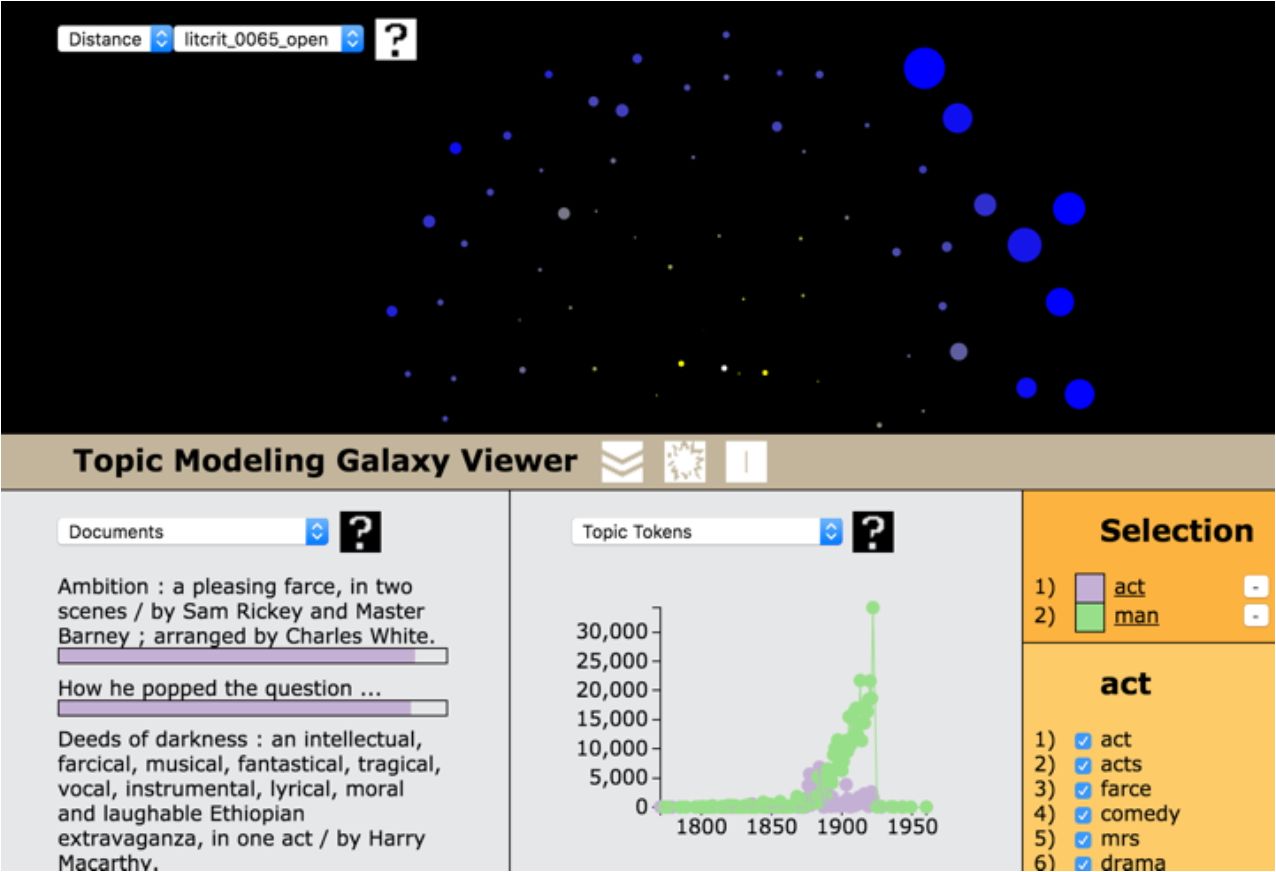 Distance
litcrit_0065_open
?
Topic Modeling Galaxy Viewer
Documents
?
Ambition : a pleasing farce, in two
scenes / by Sam Rickey and Master
Barney ; arranged by Charles White.
How he popped the question ...
Deeds of darkness : an intellectual,
farcical, musical, fantastical, tragical,
vocal, instrumental, lyrical, moral
and laughable Ethiopian
extravaganza, in one act / by Harry
Macarthy.
Topic Tokens
?
30,000
25,000
20,000
15,000
10,000
5,000
0
1800 1850 1900 1950
Selection
1) act -
2) man -
act
1) act
2) acts
3) farce
4) comedy
5) mrs
6) drama